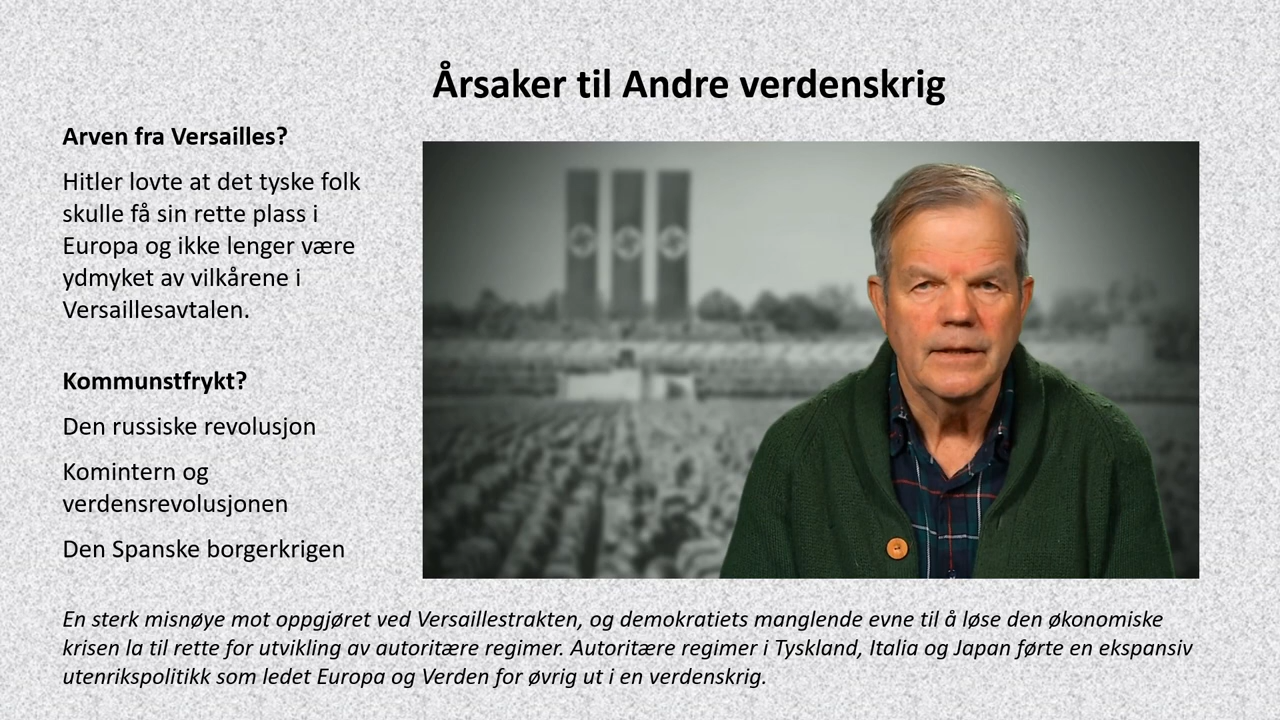 Årsaker til Andre verdenskrig
Arven fra Versailles?
Hitler lovte at det tyske folk
skulle få sin rette plass i
Europa og ikke lenger være
ydmyket av vilkårene i
Versaillesavtalen.
Kommunstfrykt?
Den russiske revolusjon
Komintern og
verdensrevolusjonen
Den Spanske borgerkrigen
En sterk misnøye mot oppgjøret ved Versaillestrakten, og demokratiets manglende evne til å løse den økonomiske
krisen la til rette for utvikling av autoritære regimer. Autoritære regimer i Tyskland, Italia og Japan førte en ekspansiv
utenrikspolitikk som ledet Europa og Verden for øvrig ut i en verdenskrig.